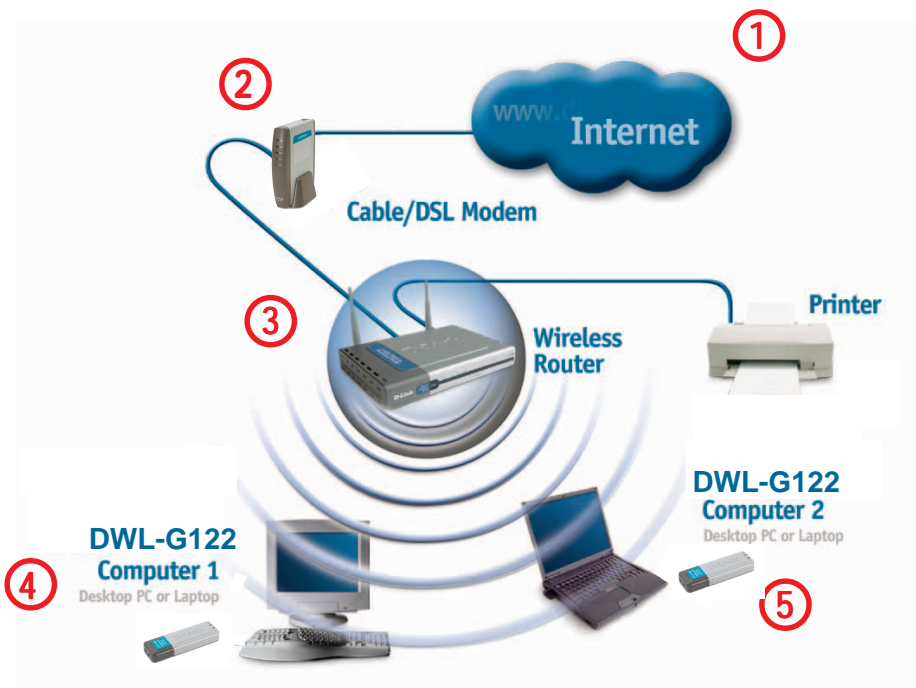 1
2
www.d
Internet
Cable/DSL Modem
3
Printer
Wireless
Router
D-Link
DWL-G122
Computer 2
Desktop PC or Laptop
DWL-G122
Computer 1
Desktop PC or Laptop
4
5